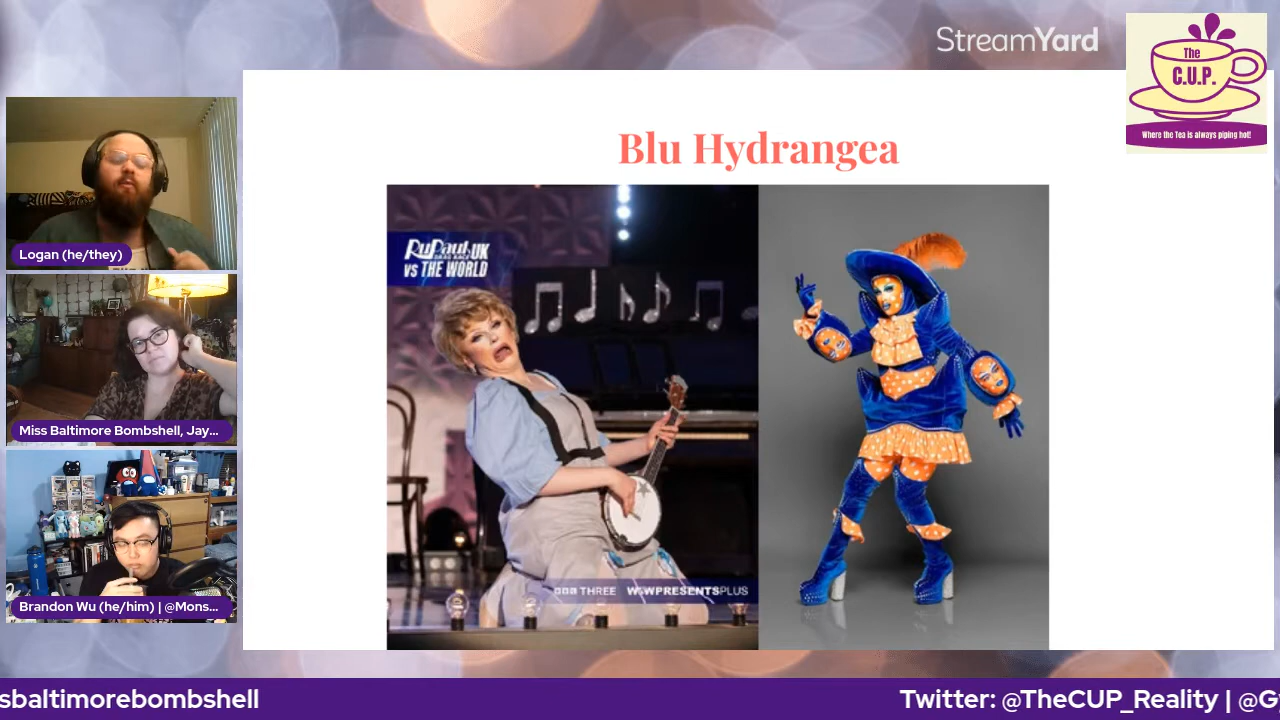 StreamYard
The
C.U.P.
Where the Tea is always piping hot!
Blu Hydrangea
RuPaul UK
DRAG RACE
vs THE WORLD
BBC THREE WOWPRESENTSPLUS
Logan (he/they)
Miss Baltimore Bombshell, Jay...
Brandon Wu (he/him) | @Mons...
sbaltimorebombshell
Twitter: @TheCUP_Reality | @Gy